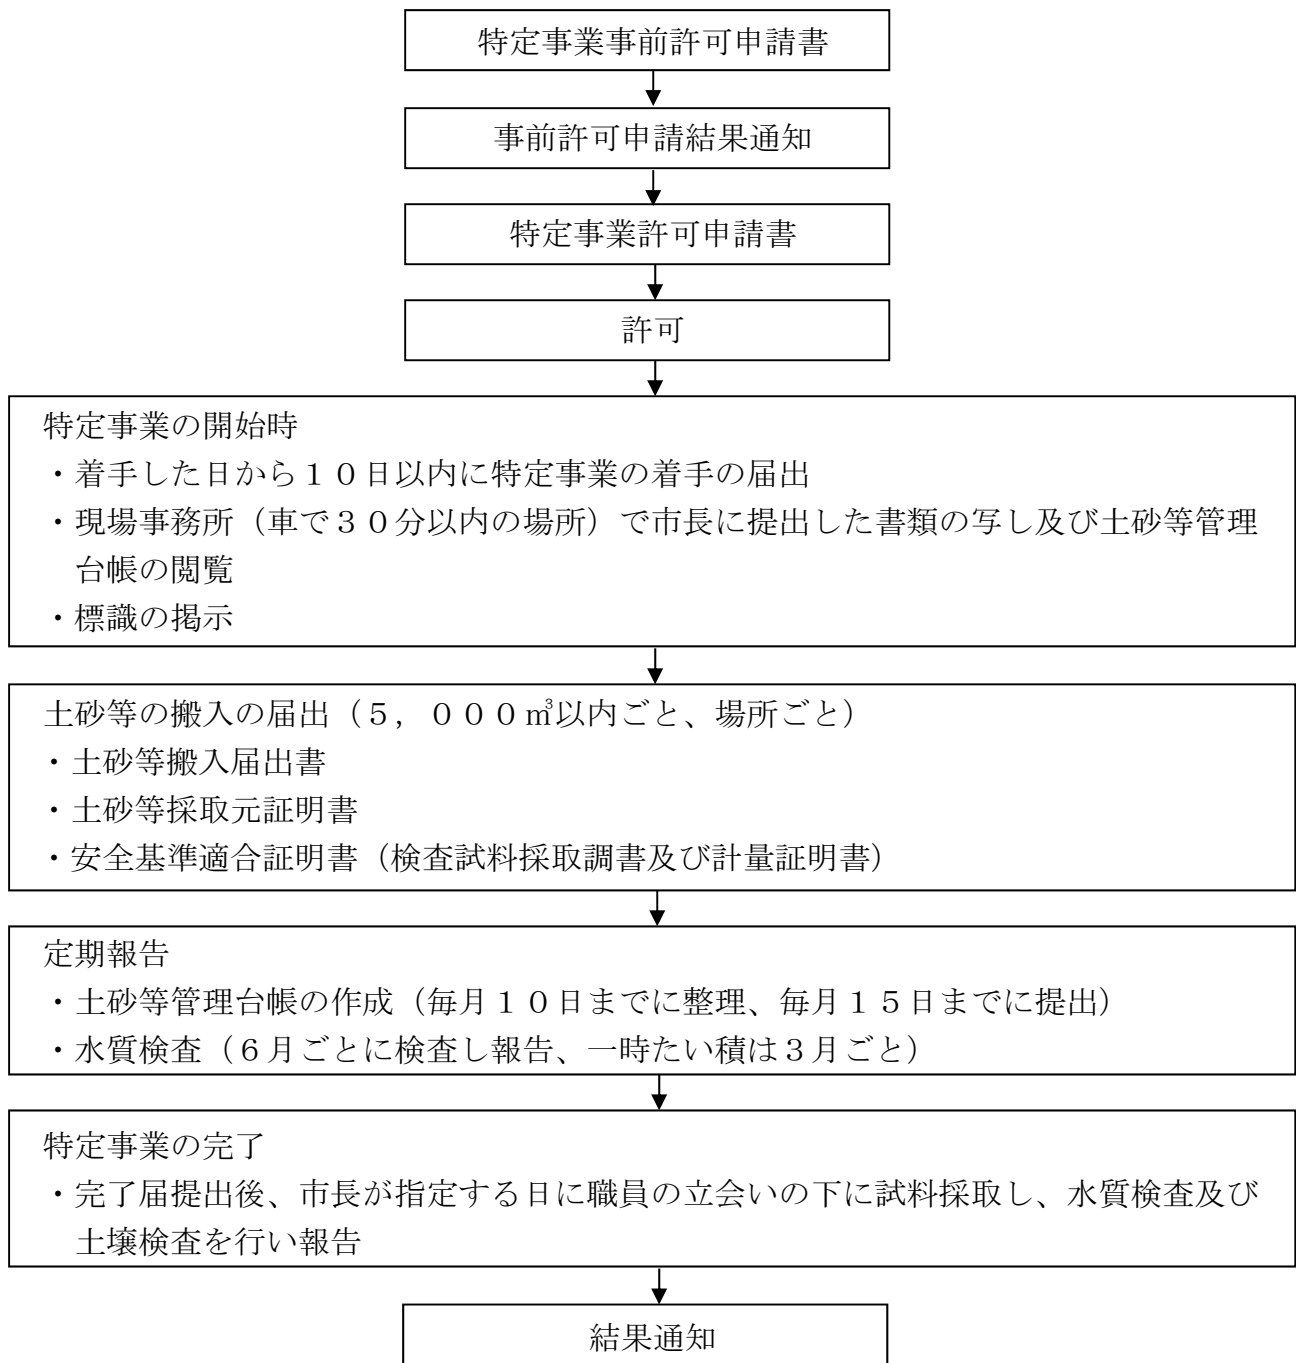 特定事業事前許可申請書
事前許可申請結果通知
特定事業許可申請書
許可
特定事業の開始時
・着手した日から１０日以内に特定事業の着手の届出
・現場事務所（車で３０分以内の場所）で市長に提出した書類の写し及び土砂等管理
台帳の閲覧
・標識の掲示
土砂等の搬入の届出（５，０００㎥以内ごと、場所ごと）
・土砂等搬入届出書
・土砂等採取元証明書
・安全基準適合証明書（検査試料採取調書及び計量証明書）
定期報告
・土砂等管理台帳の作成（毎月１０日までに整理、毎月１５日までに提出）
・水質検査（６月ごとに検査し報告、一時たい積は３月ごと）
特定事業の完了
・完了届提出後、市長が指定する日に職員の立会いの下に試料採取し、水質検査及び
土壌検査を行い報告
結果通知